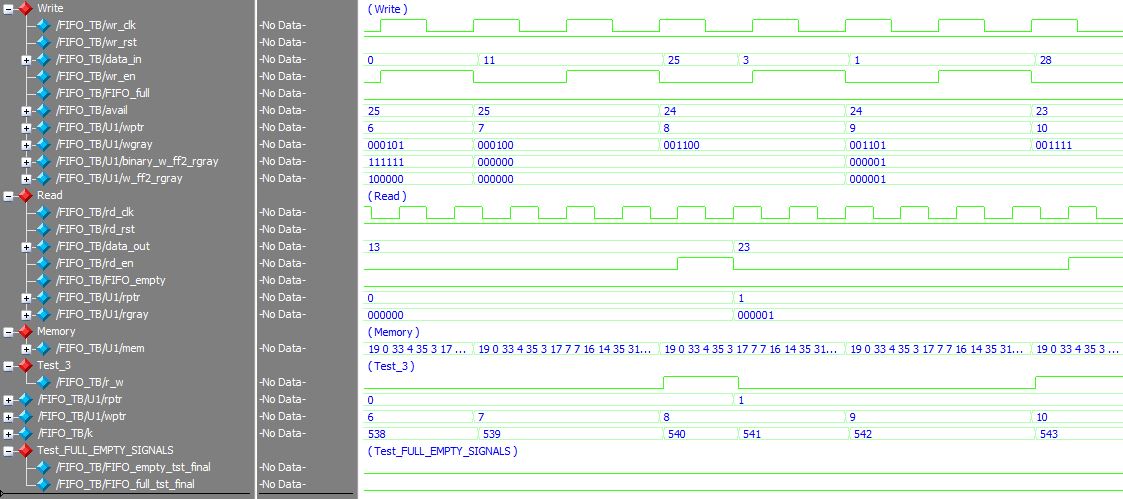 Write -No Data- (Write)
/FIFO_TB/wr_clk -No Data-
/FIFO_TB/wr_rst -No Data-
/FIFO_TB/data_in -No Data- 0 11 25 3 1 28
/FIFO_TB/wr_en -No Data-
/FIFO_TB/FIFO_full -No Data-
/FIFO_TB/avail -No Data- 25 25 24 24 23
/FIFO_TB/U1/wptr -No Data- 6 7 8 9 10
/FIFO_TB/U1/wgray -No Data- 000101 000100 001100 001101 001111
/FIFO_TB/U1/binary_w_ff2_rgray -No Data- 111111 000000 000001
/FIFO_TB/U1/w_ff2_rgray -No Data- 100000 000000 000001
Read (Read)
/FIFO_TB/rd_clk -No Data-
/FIFO_TB/rd_rst -No Data-
/FIFO_TB/data_out -No Data- 13 23
/FIFO_TB/rd_en -No Data-
/FIFO_TB/FIFO_empty -No Data-
/FIFO_TB/U1/rptr -No Data- 0 1
/FIFO_TB/U1/rgray -No Data- 000000 000001
Memory (Memory)
/FIFO_TB/U1/mem -No Data- 19 0 33 4 35 3 17 ... 19 0 33 4 35 3 17 7 7 16 14 35 31... 19 0 33 4 35 3 17 7 7 16 14 35 31... 19 0 33 4 35 3 17 7 7 16 14 35 31... 19 0 33 4 35 3 ...
Test_3 (Test_3)
/FIFO_TB/r_w -No Data-
/FIFO_TB/U1/rptr -No Data- 0 1
/FIFO_TB/U1/wptr -No Data- 6 7 8 9 10
/FIFO_TB/k -No Data- 538 539 540 541 542 543
Test_FULL_EMPTY_SIGNALS (Test_FULL_EMPTY_SIGNALS)
/FIFO_TB/FIFO_empty_tst_final -No Data-
/FIFO_TB/FIFO_full_tst_final -No Data-